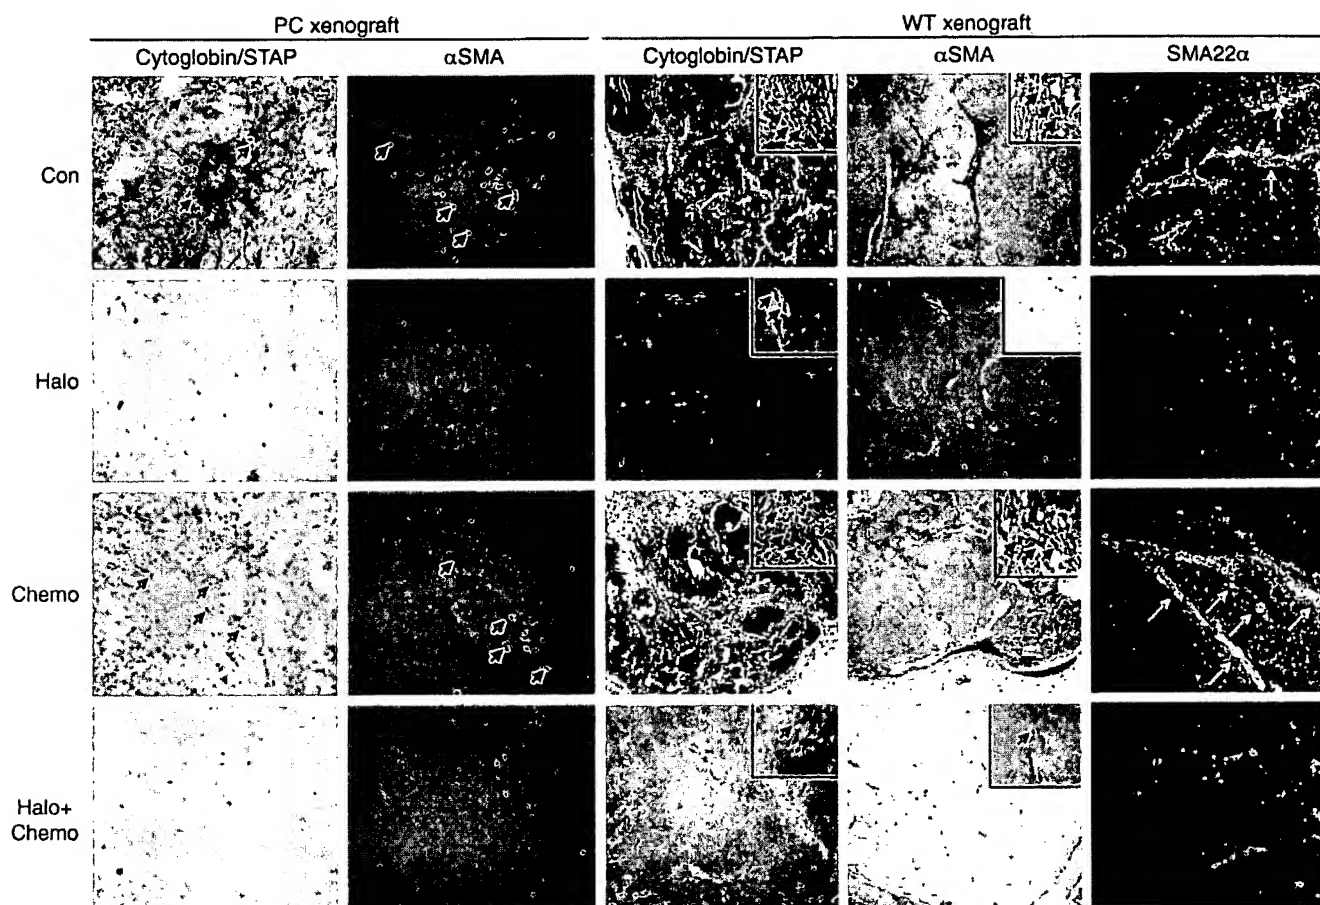 PC xenograft WT xenograft
Cytoglobin/STAP αSMA Cytoglobin/STAP αSMA SMA22α
Con
Halo
Chemo
Halo+
Chemo